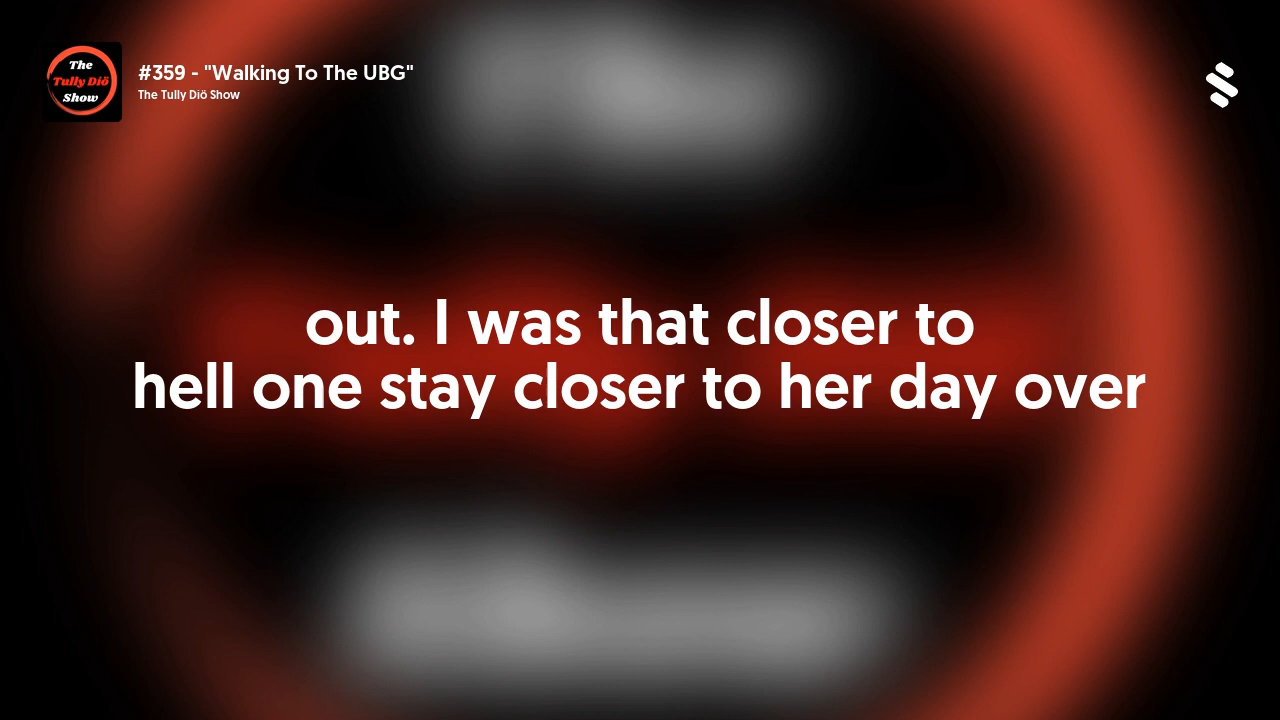 The
Tully Diö
Show
#359 - "Walking To The UBG"
The Tully Diö Show
out. I was that closer to
hell one stay closer to her day over